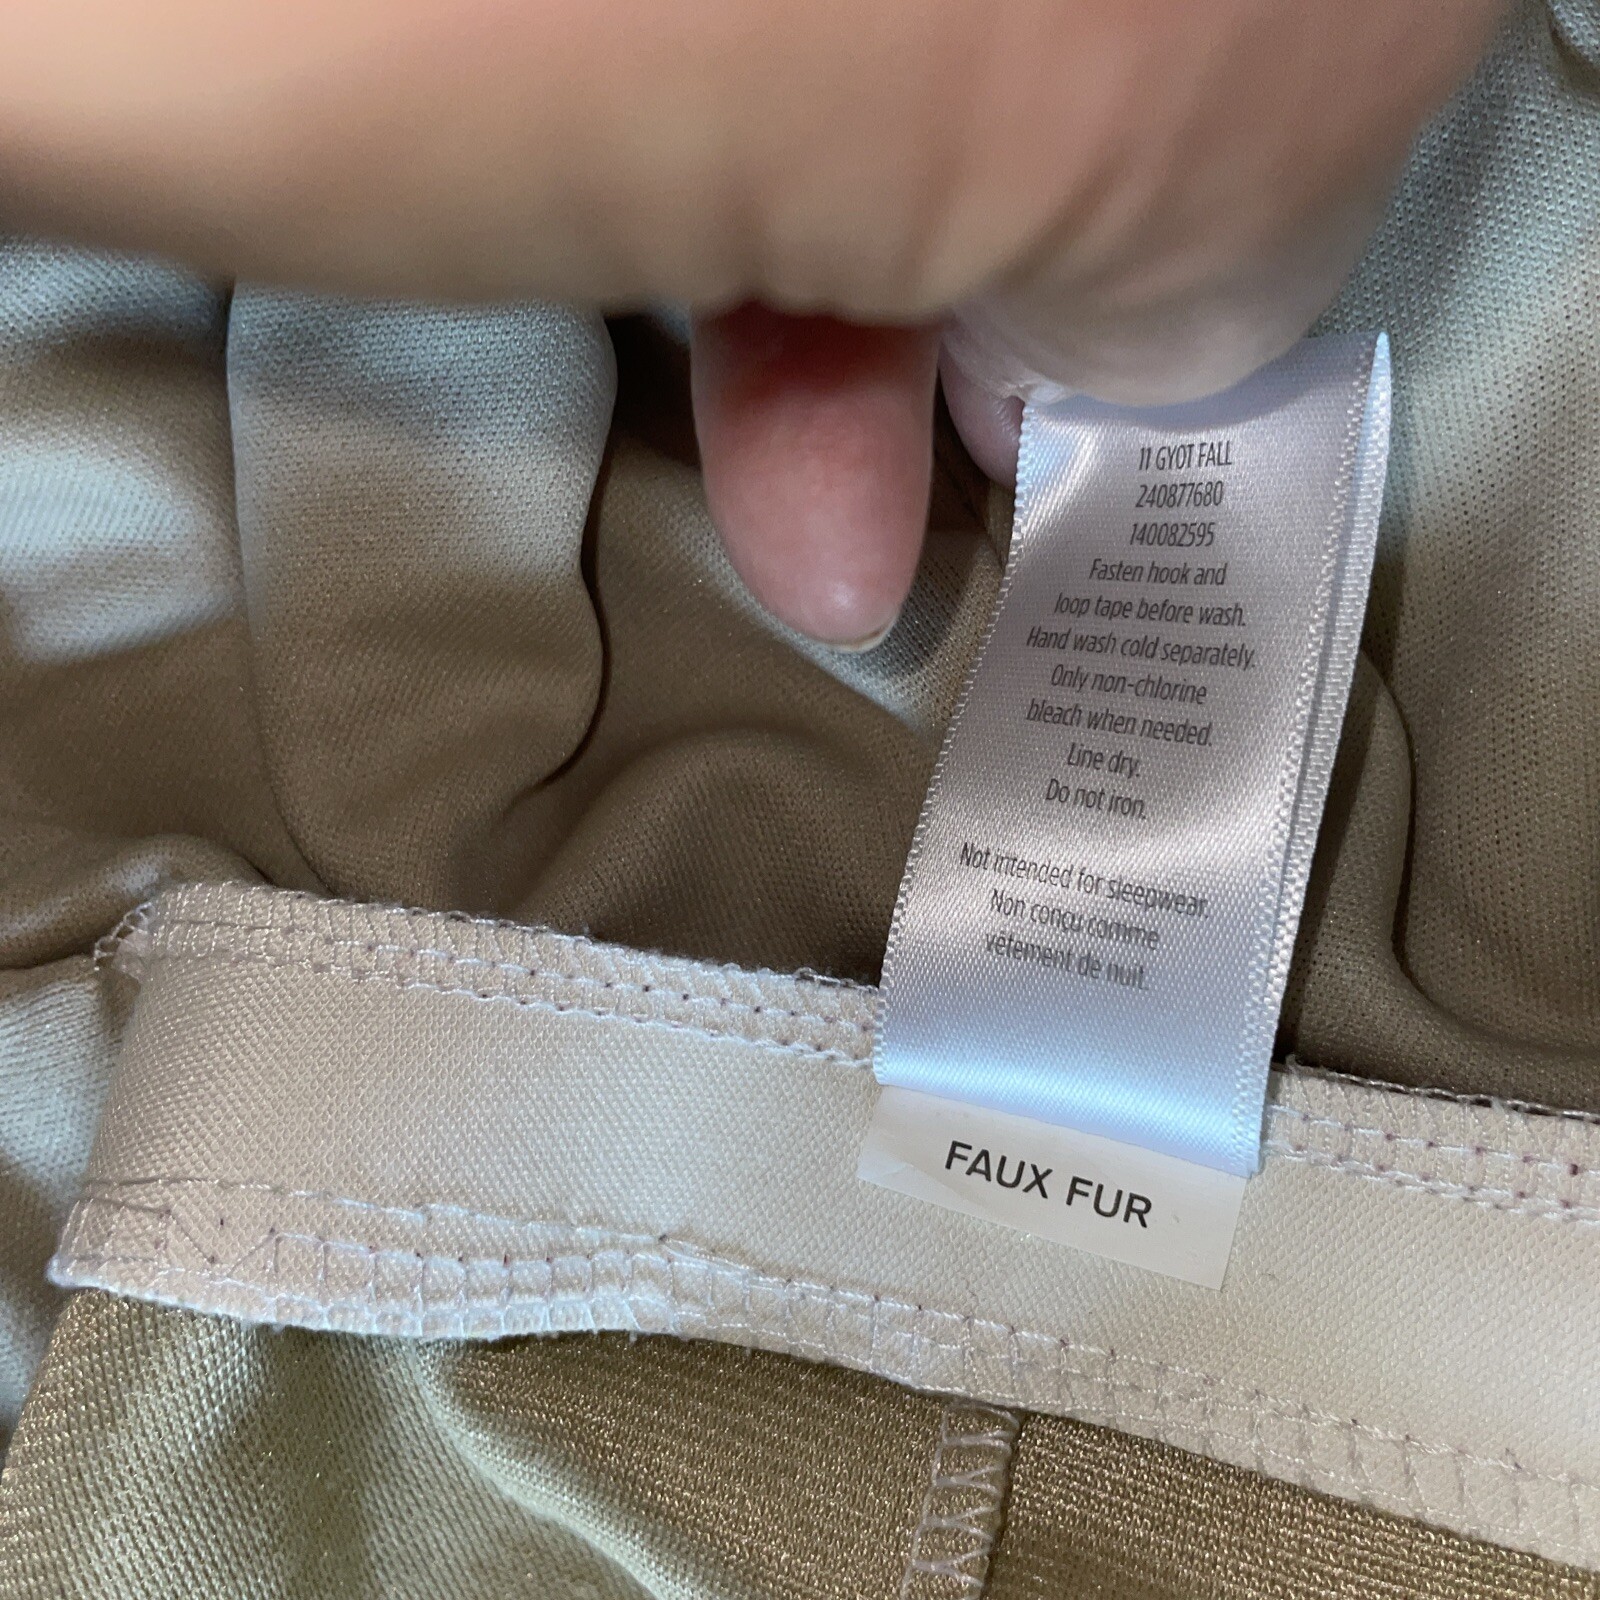 11 GYOT FALL
240877680
140082595
Fasten hook and
loop tape before wash.
Hand wash cold separately.
Only non-chlorine
bleach when needed.
Line dry.
Do not iron.
Not intended for sleepwear.
Non conçu comme
vêtement de nuit.
FAUX FUR